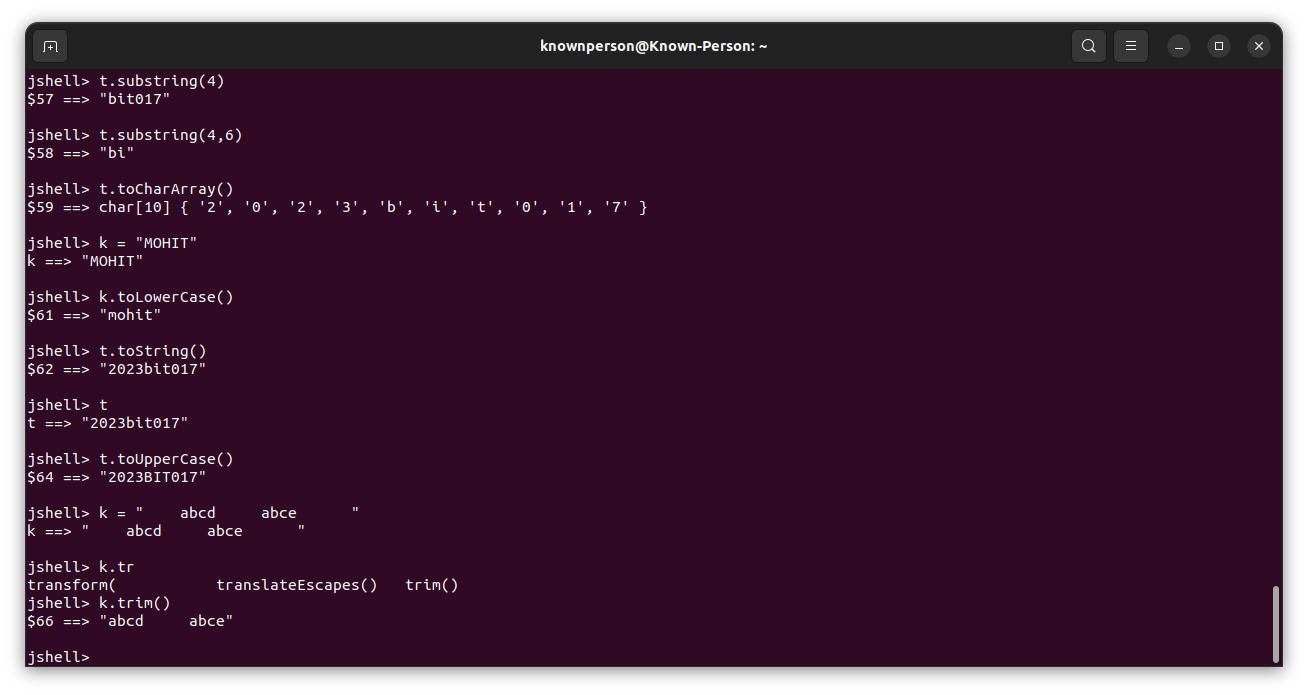 knownperson@Known-Person: ~
jshell> t.substring(4)
$57 ==> "bit017"
jshell> t.substring(4,6)
$58 ==> "bi"
jshell> t.toCharArray()
$59 ==> char[10] { '2', '0', '2', '3', 'b', 'i', 't', '0', '1', '7' }
jshell> k = "MOHIT"
k ==> "MOHIT"
jshell> k.toLowerCase()
$61 ==> "mohit"
jshell> t.toString()
$62 ==> "2023bit017"
jshell> t
t ==> "2023bit017"
jshell> t.toUpperCase()
$64 ==> "2023BIT017"
jshell> k = "    abcd     abce      "
k ==> "    abcd     abce      "
jshell> k.tr
transform(           translateEscapes()   trim()
jshell> k.trim()
$66 ==> "abcd     abce"
jshell>